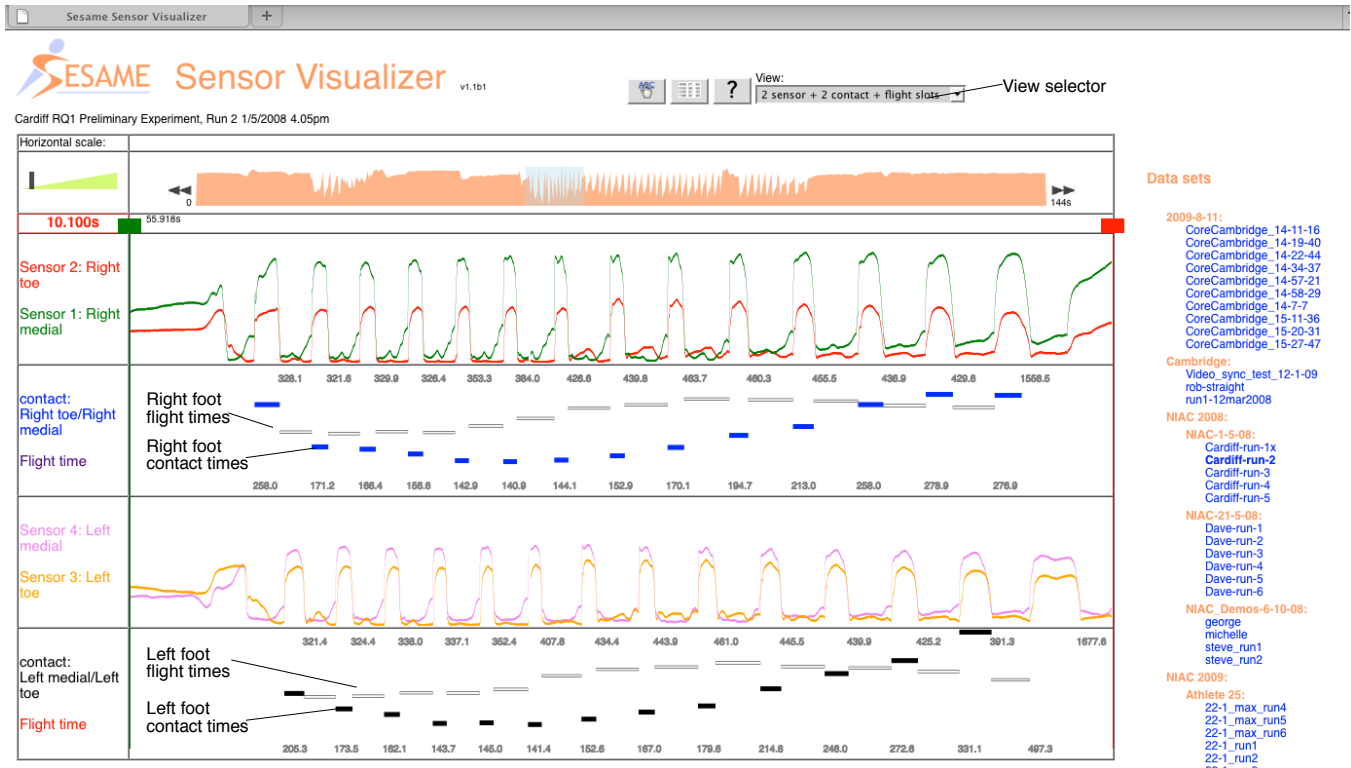 Sesame Sensor Visualizer
+
SESAME Sensor Visualizer v1.1b1
ABC
?
View:
2 sensor + 2 contact + flight slots
View selector
Cardiff RQ1 Preliminary Experiment, Run 2 1/5/2008 4.05pm
Horizontal scale:
0
144s
10.100s
55.918s
Sensor 2: Right
toe
Sensor 1: Right
medial
328.1 321.6 329.9 326.4 353.3 384.0 426.6 439.8 463.7 460.3 455.5 436.9 429.6 1556.5
contact:
Right toe/Right
medial
Flight time
Right foot
flight times
Right foot
contact times
258.0 171.2 166.4 156.6 142.9 140.9 144.1 152.9 170.1 194.7 213.0 258.0 278.9 276.9
Sensor 4: Left
medial
Sensor 3: Left
toe
321.4 324.4 338.0 337.1 352.4 407.8 434.4 443.9 461.0 446.5 439.9 425.2 391.3 1677.6
contact:
Left medial/Left
toe
Flight time
Left foot
flight times
Left foot
contact times
205.3 173.5 162.1 143.7 145.0 141.4 152.6 167.0 179.6 214.8 246.0 272.6 331.1 497.3
Data sets
2009-8-11:
CoreCambridge_14-11-16
CoreCambridge_14-19-40
CoreCambridge_14-22-44
CoreCambridge_14-34-37
CoreCambridge_14-57-21
CoreCambridge_14-58-29
CoreCambridge_14-7-7
CoreCambridge_15-11-36
CoreCambridge_15-20-31
CoreCambridge_15-27-47
Cambridge:
Video_sync_test_12-1-09
rob-straight
run1-12mar2008
NIAC 2008:
NIAC-1-5-08:
Cardiff-run-1x
Cardiff-run-2
Cardiff-run-3
Cardiff-run-4
Cardiff-run-5
NIAC-21-5-08:
Dave-run-1
Dave-run-2
Dave-run-3
Dave-run-4
Dave-run-5
Dave-run-6
NIAC_Demos-6-10-08:
george
michelle
steve_run1
steve_run2
NIAC 2009:
Athlete 25:
22-1_max_run4
22-1_max_run5
22-1_max_run6
22-1_run1
22-1_run2